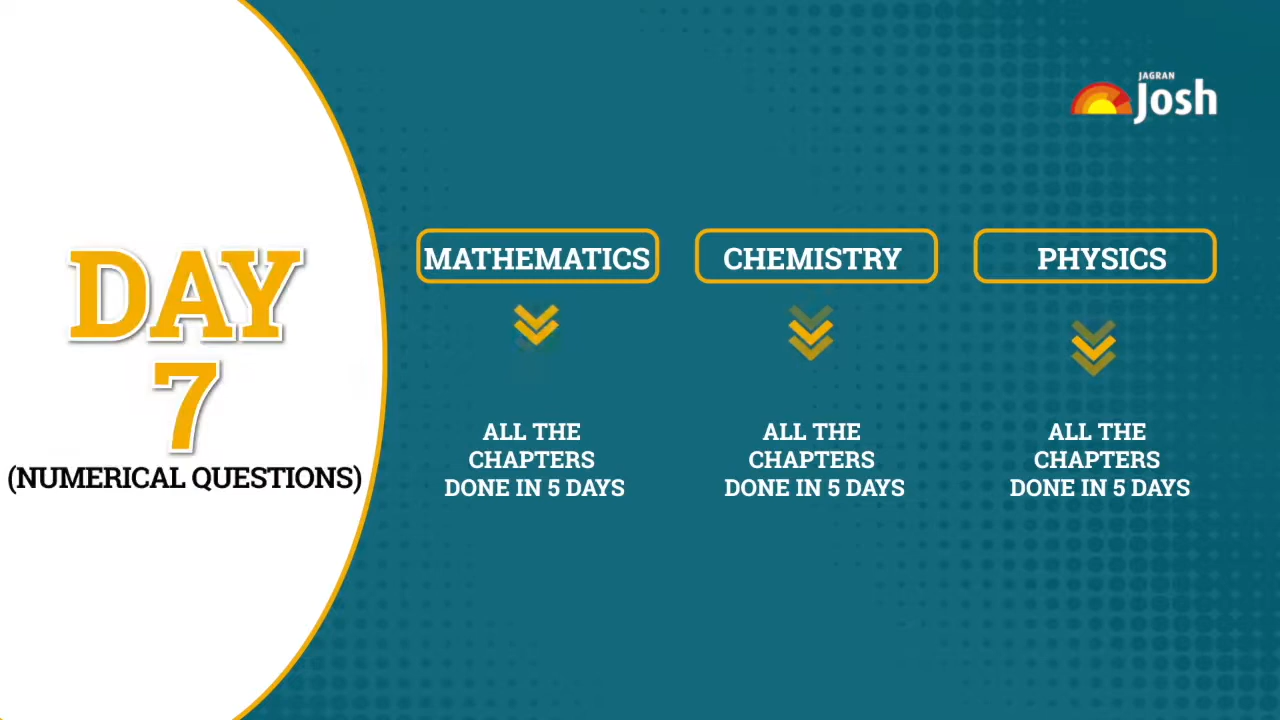 DAY
7
(NUMERICAL QUESTIONS)
JAGRAN
Josh
MATHEMATICS
ALL THE
CHAPTERS
DONE IN 5 DAYS
CHEMISTRY
ALL THE
CHAPTERS
DONE IN 5 DAYS
PHYSICS
ALL THE
CHAPTERS
DONE IN 5 DAYS